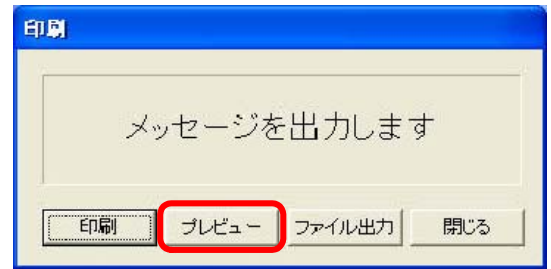 印刷
メッセージを出力します
印刷 プレビュー ファイル出力 閉じる